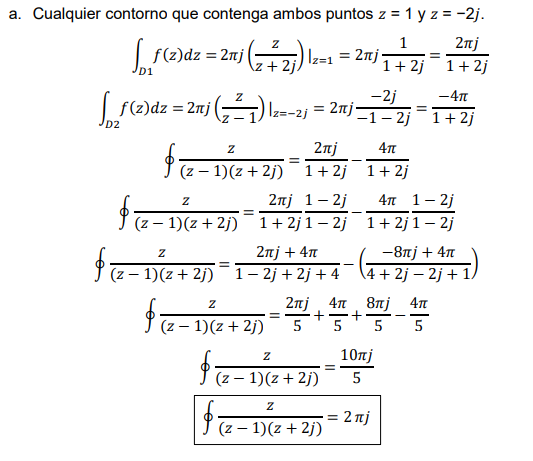 a. Cualquier contorno que contenga ambos puntos z = 1 y z = −2j.
∫_{D1} f(z)dz = 2πj (z/(z + 2j)) |_{z=1} = 2πj 1/(1 + 2j) = 2πj/(1 + 2j)
∫_{D2} f(z)dz = 2πj (z/(z − 1)) |_{z=−2j} = 2πj (−2j)/(−1 − 2j) = −4π/(1 + 2j)
∮ z/((z − 1)(z + 2j)) = 2πj/(1 + 2j) − 4π/(1 + 2j)
∮ z/((z − 1)(z + 2j)) = 2πj/(1 + 2j) (1 − 2j)/(1 − 2j) − 4π/(1 + 2j) (1 − 2j)/(1 − 2j)
∮ z/((z − 1)(z + 2j)) = (2πj + 4π)/(1 − 2j + 2j + 4) − ((−8πj + 4π)/(4 + 2j − 2j + 1))
∮ z/((z − 1)(z + 2j)) = 2πj/5 + 4π/5 + 8πj/5 − 4π/5
∮ z/((z − 1)(z + 2j)) = 10πj/5
∮ z/((z − 1)(z + 2j)) = 2 πj